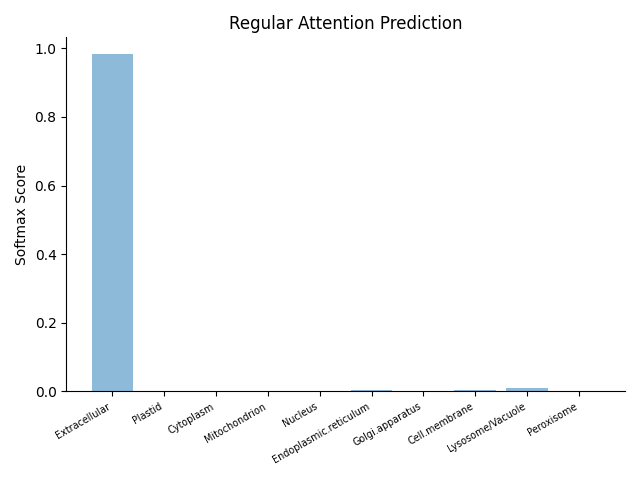 Regular Attention Prediction
1.0
0.8
0.6
0.4
0.2
0.0
Softmax Score
Extracellular
Plastid
Cytoplasm
Mitochondrion
Nucleus
Endoplasmic.reticulum
Golgi.apparatus
Cell.membrane
Lysosome/Vacuole
Peroxisome